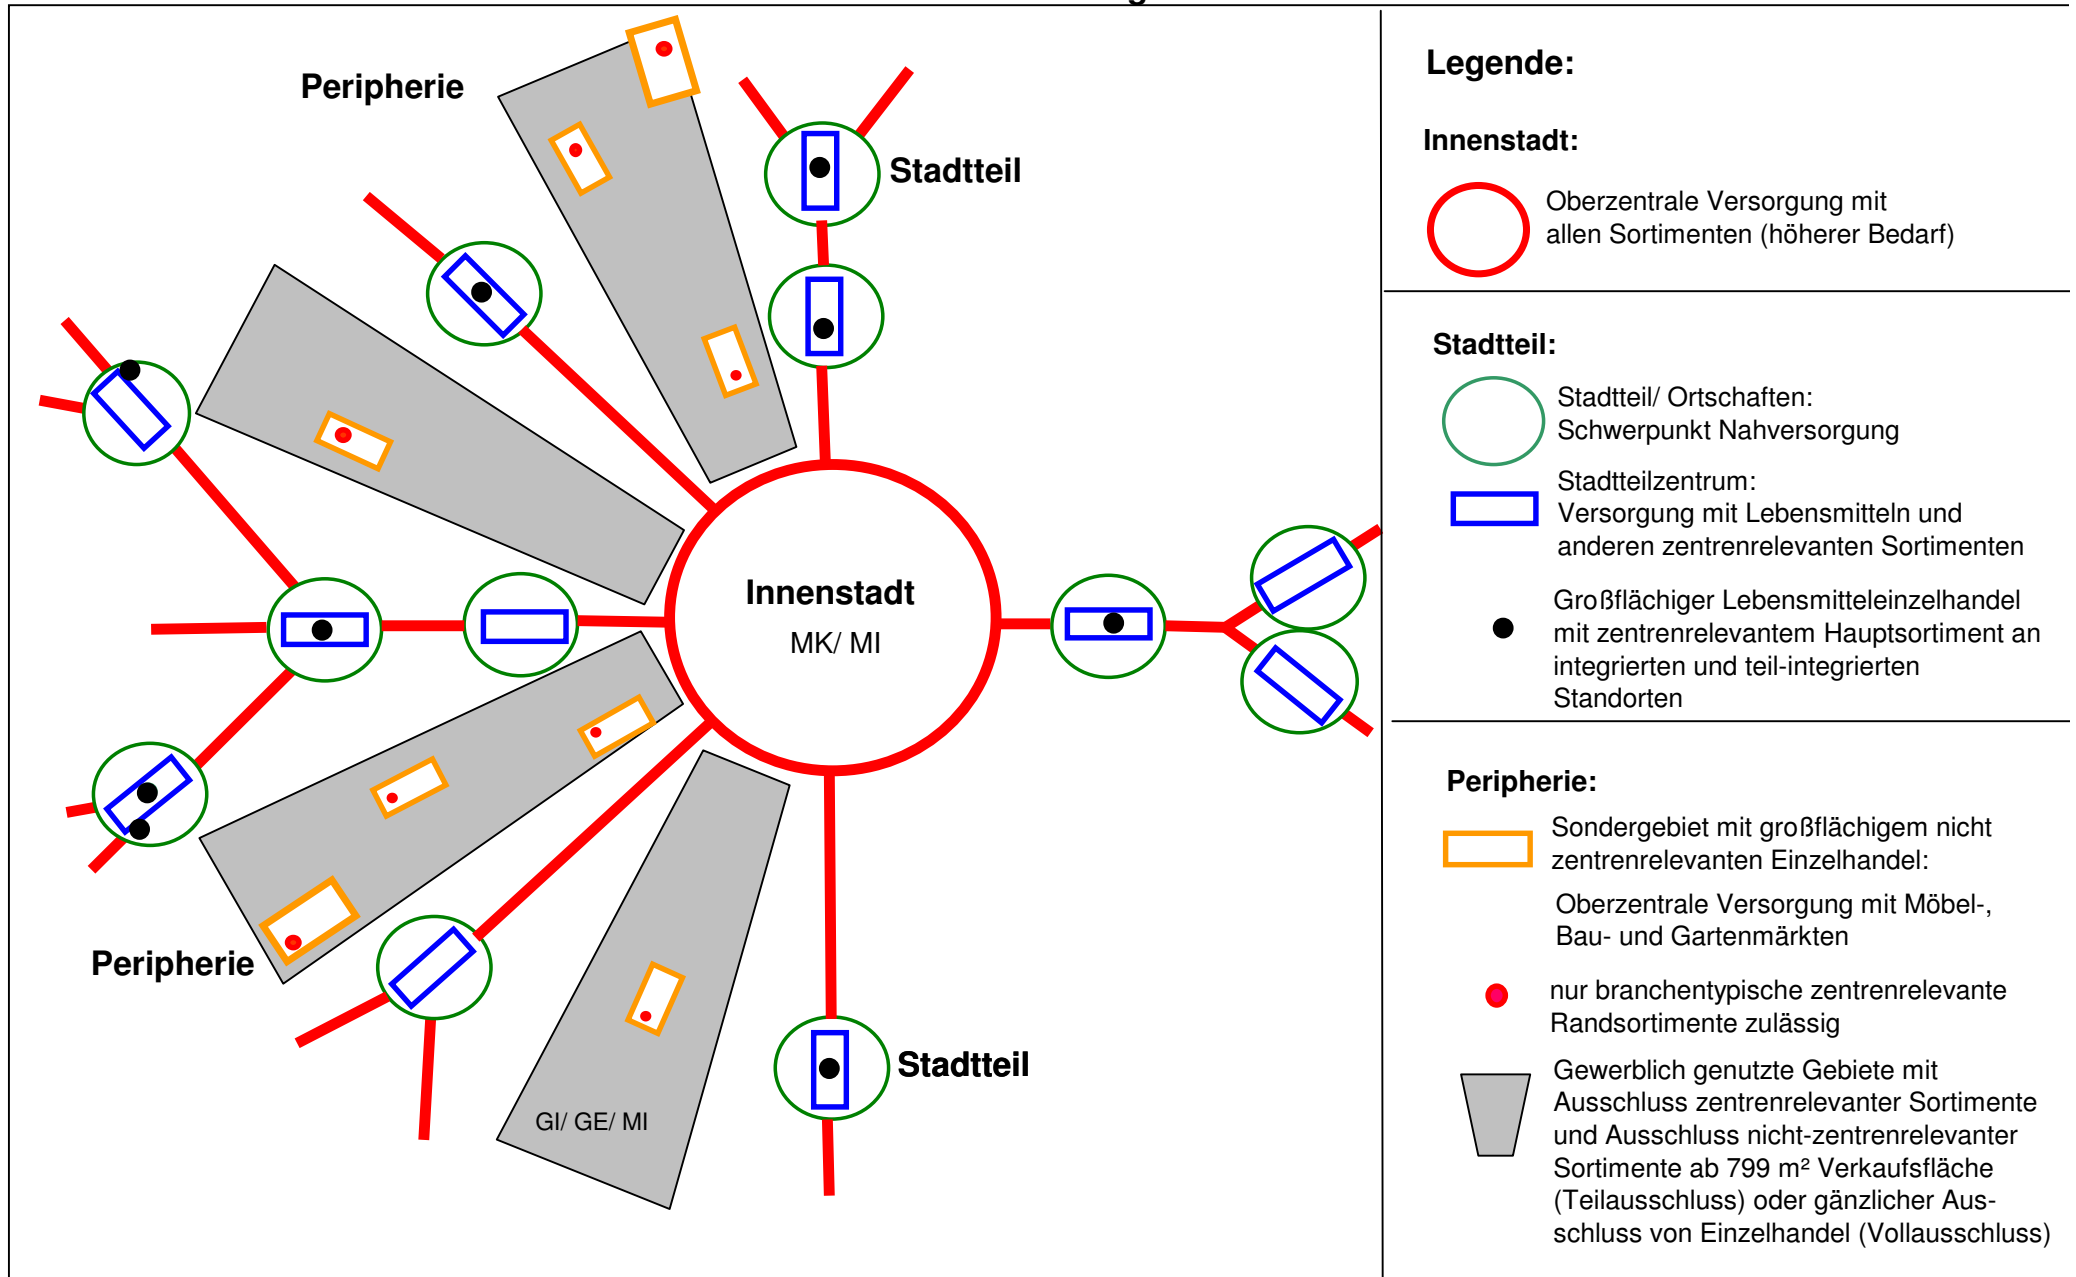 Peripherie
Stadtteil
Innenstadt
MK/ MI
Peripherie
Stadtteil
GI/ GE/ MI
Legende:
Innenstadt:
Oberzentrale Versorgung mit
allen Sortimenten (höherer Bedarf)
Stadtteil:
Stadtteil/ Ortschaften:
Schwerpunkt Nahversorgung
Stadtteilzentrum:
Versorgung mit Lebensmitteln und
anderen zentrenrelevanten Sortimenten
Großflächiger Lebensmitteleinzelhandel
mit zentrenrelevantem Hauptsortiment an
integrierten und teil-integrierten
Standorten
Peripherie:
Sondergebiet mit großflächigem nicht
zentrenrelevanten Einzelhandel:
Oberzentrale Versorgung mit Möbel-,
Bau- und Gartenmärkten
nur branchentypische zentrenrelevante
Randsortimente zulässig
Gewerblich genutzte Gebiete mit
Ausschluss zentrenrelevanter Sortimente
und Ausschluss nicht-zentrenrelevanter
Sortimente ab 799 m² Verkaufsfläche
(Teilausschluss) oder gänzlicher Aus-
schluss von Einzelhandel (Vollausschluss)